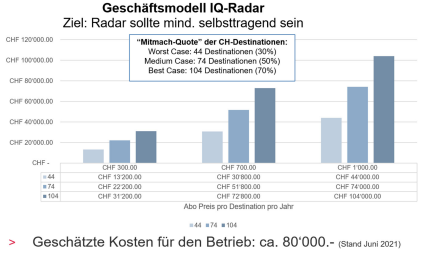 Geschäftsmodell IQ-Radar
Ziel: Radar sollte mind. selbsttragend sein
"Mitmach-Quote" der CH-Destinationen:
Worst Case: 44 Destinationen (30%)
Medium Case: 74 Destinationen (50%)
Best Case: 104 Destinationen (70%)
CHF 120'000.00
CHF 100'000.00
CHF 80'000.00
CHF 60'000.00
CHF 40'000.00
CHF 20'000.00
CHF -
CHF 300.00 CHF 700.00 CHF 1'000.00
44 CHF 13'200.00 CHF 30'800.00 CHF 44'000.00
74 CHF 22'200.00 CHF 51'800.00 CHF 74'000.00
104 CHF 31'200.00 CHF 72'800.00 CHF 104'000.00
Abo Preis pro Destination pro Jahr
44 74 104
> Geschätzte Kosten für den Betrieb: ca. 80'000.- (Stand Juni 2021)